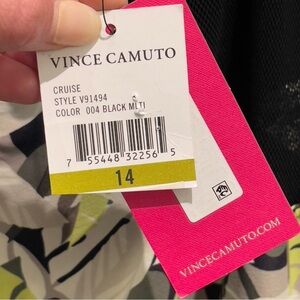 VINCE CAMUTO
CRUISE
STYLE V91494
COLOR 004 BLACK MLTI
7 55448 32256 5
14
VINCECAMUTO.COM